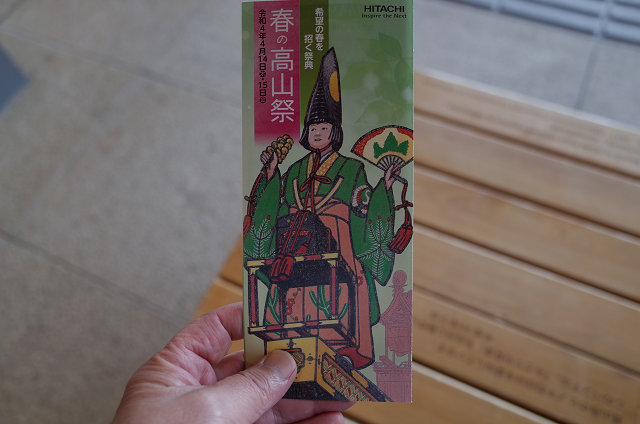 HITACHI
Inspire the Next
希望の春を
招く祭典
春の高山祭
令和4年4月14日㊍・15日㊎